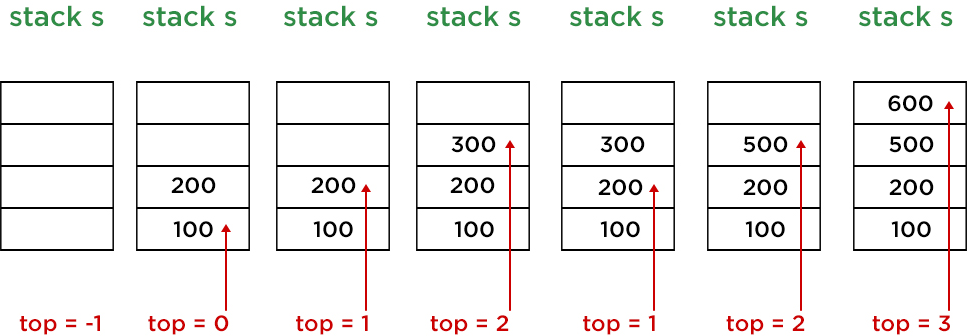 stack s stack s stack s stack s stack s stack s stack s
600
300 300 500 500
200 200 200 200 200 200
100 100 100 100 100 100
top = -1 top = 0 top = 1 top = 2 top = 1 top = 2 top = 3